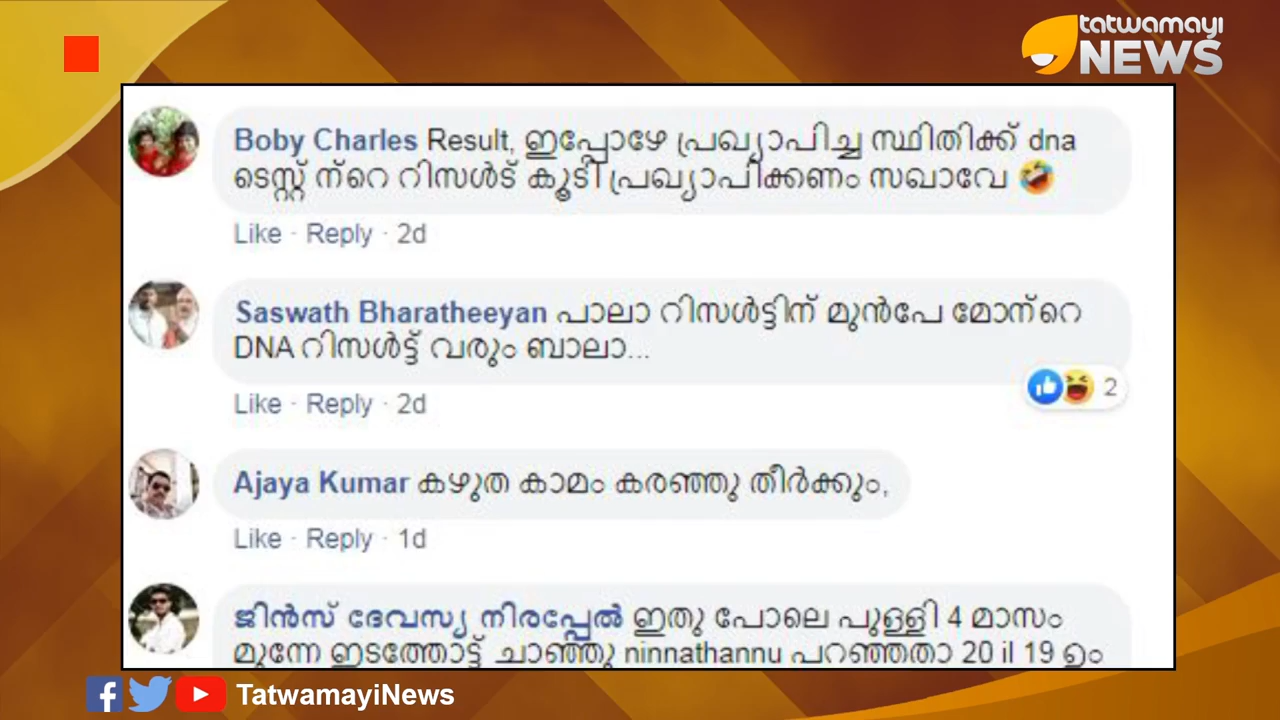 tatwamayi
NEWS
Boby Charles Result, ഇപ്പോഴേ പ്രഖ്യാപിച്ച സ്ഥിതിക്ക് dna
ടെസ്റ്റ് ന്റെ റിസൾട് കൂടി പ്രഖ്യാപിക്കണം സഖാവേ 🤣
Like · Reply · 2d
Saswath Bharatheeyan പാലാ റിസൾട്ടിന് മുൻപേ മോന്റെ
DNA റിസൾട്ട് വരും ബാലാ...
2
Like · Reply · 2d
Ajaya Kumar കഴുത കാമം കരഞ്ഞു തീർക്കും,
Like · Reply · 1d
ജിൻസ് ദേവസ്യ നിരപ്പേൽ ഇതു പോലെ പുള്ളി 4 മാസം
മുന്നേ ഇടത്തോട്ട് ചാഞ്ഞു ninnathannu പറഞ്ഞതാ 20 il 19 ഉം
TatwamayiNews